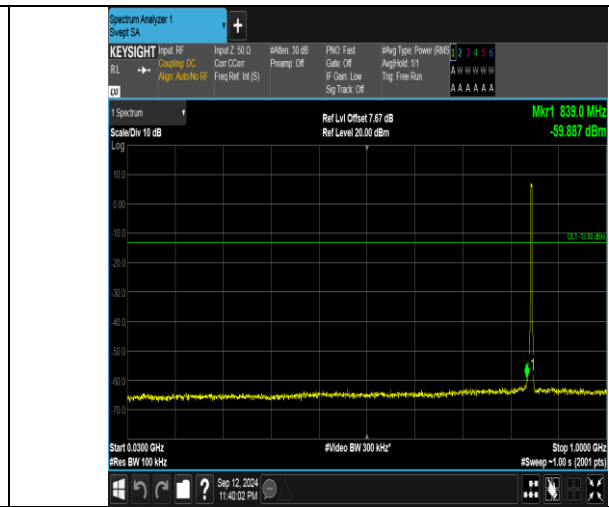 Spectrum Analyzer 1
Swept SA
+
KEYSIGHT Input: RF Input Z: 50 Ω #Atten: 30 dB PNO: Fast #Avg Type: Power (RMS 1 2 3 4 5 6
RL Coupling: DC Corr CCorr Preamp: Off Gate: Off Avg|Hold: 1/1 A W W W W W
Align: Auto/No RF Freq Ref: Int (S) IF Gain: Low Trig: Free Run
Sig Track: Off A A A A A A
LXI
1 Spectrum Ref Lvl Offset 7.67 dB Mkr1 839.0 MHz
Scale/Div 10 dB Ref Level 20.00 dBm -59.887 dBm
Log
10.0
0.00
-10.0
DL1 -13.00 dBm
-20.0
-30.0
-40.0
-50.0
1
-60.0
-70.0
Start 0.0300 GHz #Video BW 300 kHz* Stop 1.0000 GHz
#Res BW 100 kHz #Sweep ~1.00 s (2001 pts)
? Sep 12, 2024
11:40:02 PM